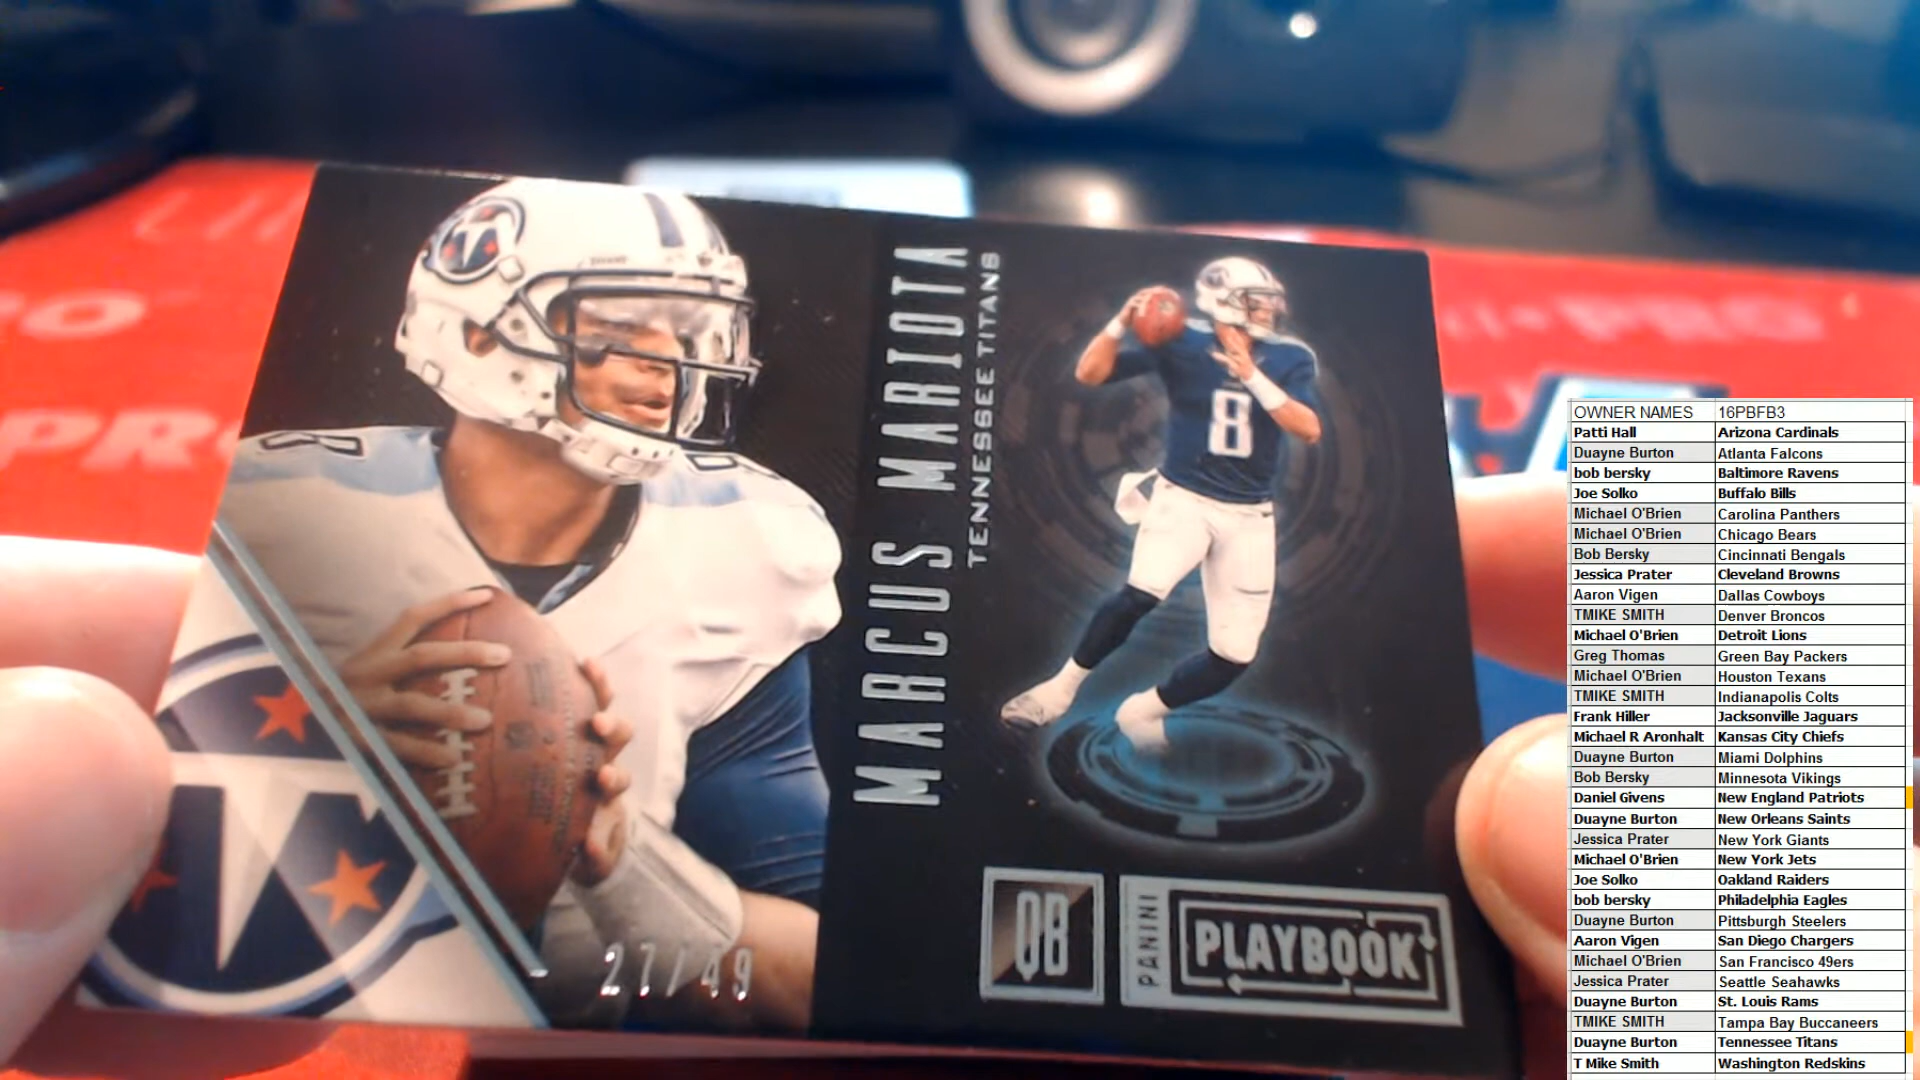 MARCUS MARIOTA
TENNESSEE TITANS
8
QB
PANINI
PLAYBOOK
27/49
PRO
OWNER NAMES 16PBFB3
Patti Hall Arizona Cardinals
Duayne Burton Atlanta Falcons
bob bersky Baltimore Ravens
Joe Solko Buffalo Bills
Michael O'Brien Carolina Panthers
Michael O'Brien Chicago Bears
Bob Bersky Cincinnati Bengals
Jessica Prater Cleveland Browns
Aaron Vigen Dallas Cowboys
TMIKE SMITH Denver Broncos
Michael O'Brien Detroit Lions
Greg Thomas Green Bay Packers
Michael O'Brien Houston Texans
TMIKE SMITH Indianapolis Colts
Frank Hiller Jacksonville Jaguars
Michael R Aronhalt Kansas City Chiefs
Duayne Burton Miami Dolphins
Bob Bersky Minnesota Vikings
Daniel Givens New England Patriots
Duayne Burton New Orleans Saints
Jessica Prater New York Giants
Michael O'Brien New York Jets
Joe Solko Oakland Raiders
bob bersky Philadelphia Eagles
Duayne Burton Pittsburgh Steelers
Aaron Vigen San Diego Chargers
Michael O'Brien San Francisco 49ers
Jessica Prater Seattle Seahawks
Duayne Burton St. Louis Rams
TMIKE SMITH Tampa Bay Buccaneers
Duayne Burton Tennessee Titans
T Mike Smith Washington Redskins